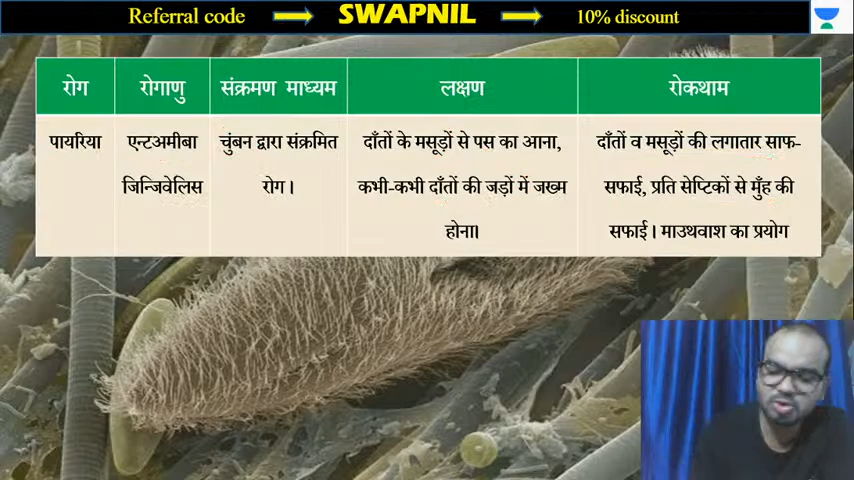 Referral code SWAPNIL 10% discount
रोग रोगाणु संक्रमण माध्यम लक्षण रोकथाम
पायरिया
एन्टअमीबा
जिन्जिवेलिस
चुंबन द्वारा संक्रमित
रोग।
दाँतों के मसूड़ों से पस का आना,
कभी-कभी दाँतों की जड़ों में जख्म
होना।
दाँतों व मसूड़ों की लगातार साफ-
सफाई, प्रति सेप्टिकों से मुँह की
सफाई। माउथवाश का प्रयोग